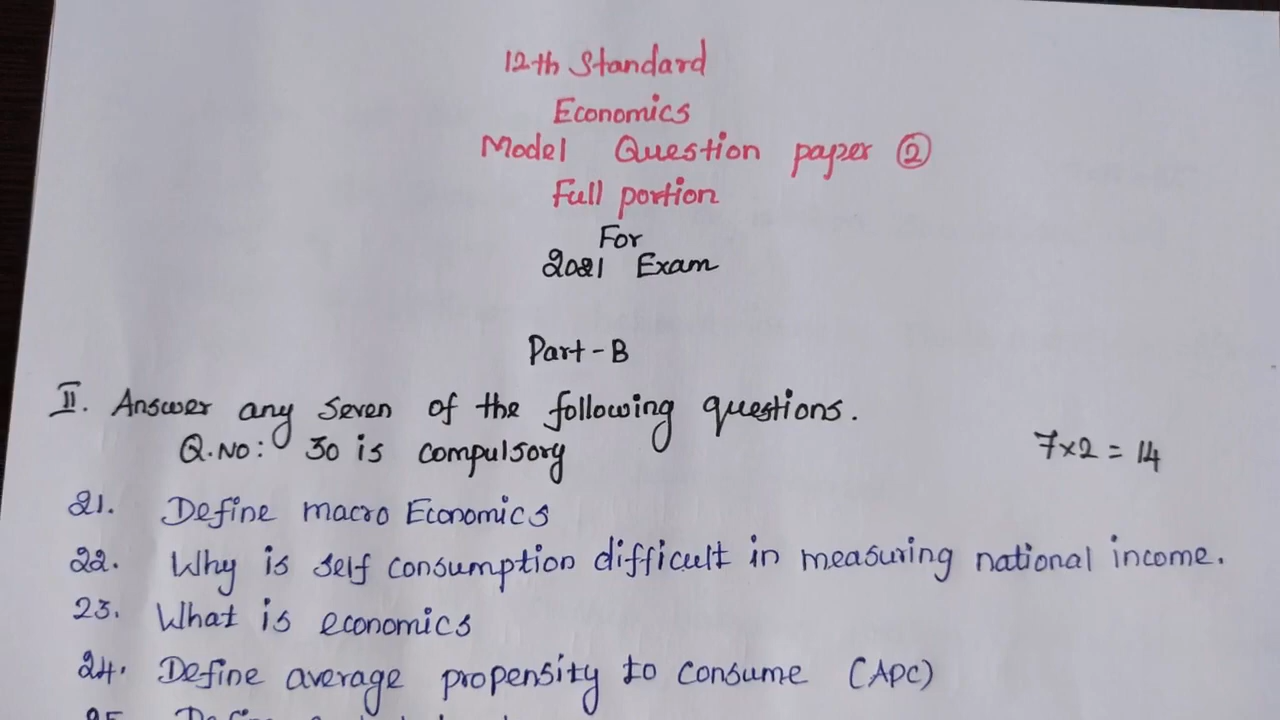 12th Standard
Economics
Model Question paper ②
Full portion
For
2021 Exam
Part-B
II. Answer any seven of the following questions.
Q.No: 30 is compulsory
7×2 = 14
21. Define macro Economics
22. Why is self consumption difficult in measuring national income.
23. What is economics
24. Define average propensity to consume (APC)
25. Define